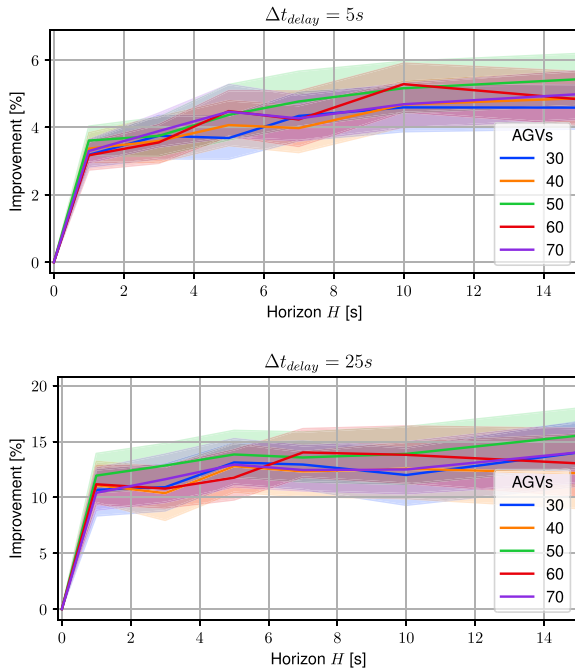 Δt_delay = 5s
Improvement [%]
6
4
2
0
AGVs
30
40
50
60
70
0 2 4 6 8 10 12 14
Horizon H [s]
Δt_delay = 25s
Improvement [%]
20
15
10
5
0
AGVs
30
40
50
60
70
0 2 4 6 8 10 12 14
Horizon H [s]